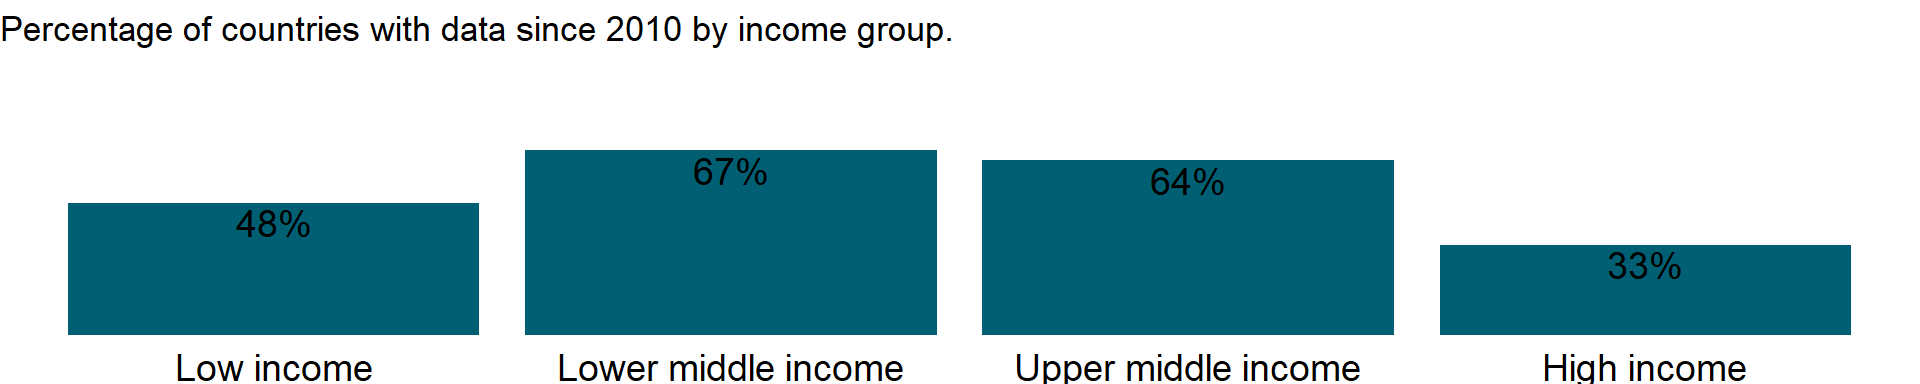 Percentage of countries with data since 2010 by income group.
48%
67%
64%
33%
Low income
Lower middle income
Upper middle income
High income